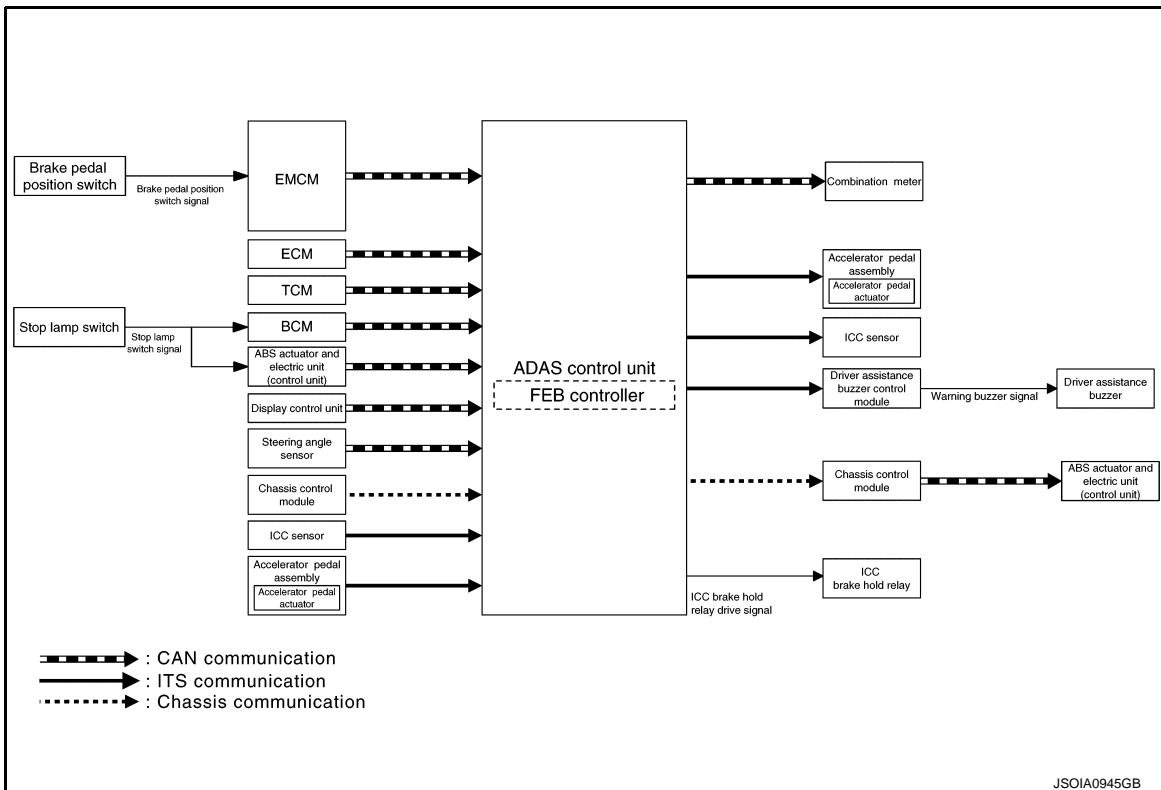 Brake pedal
position switch
Brake pedal position
switch signal
EMCM
ECM
TCM
Stop lamp switch
Stop lamp
switch signal
BCM
ABS actuator and
electric unit
(control unit)
Display control unit
Steering angle
sensor
Chassis control
module
ICC sensor
Accelerator pedal
assembly
Accelerator pedal
actuator
ADAS control unit
FEB controller
Combination meter
Accelerator pedal
assembly
Accelerator pedal
actuator
ICC sensor
Driver assistance
buzzer control
module
Warning buzzer signal
Driver assistance
buzzer
Chassis control
module
ABS actuator and
electric unit
(control unit)
ICC brake hold
relay drive signal
ICC
brake hold relay
: CAN communication
: ITS communication
: Chassis communication
JSOIA0945GB